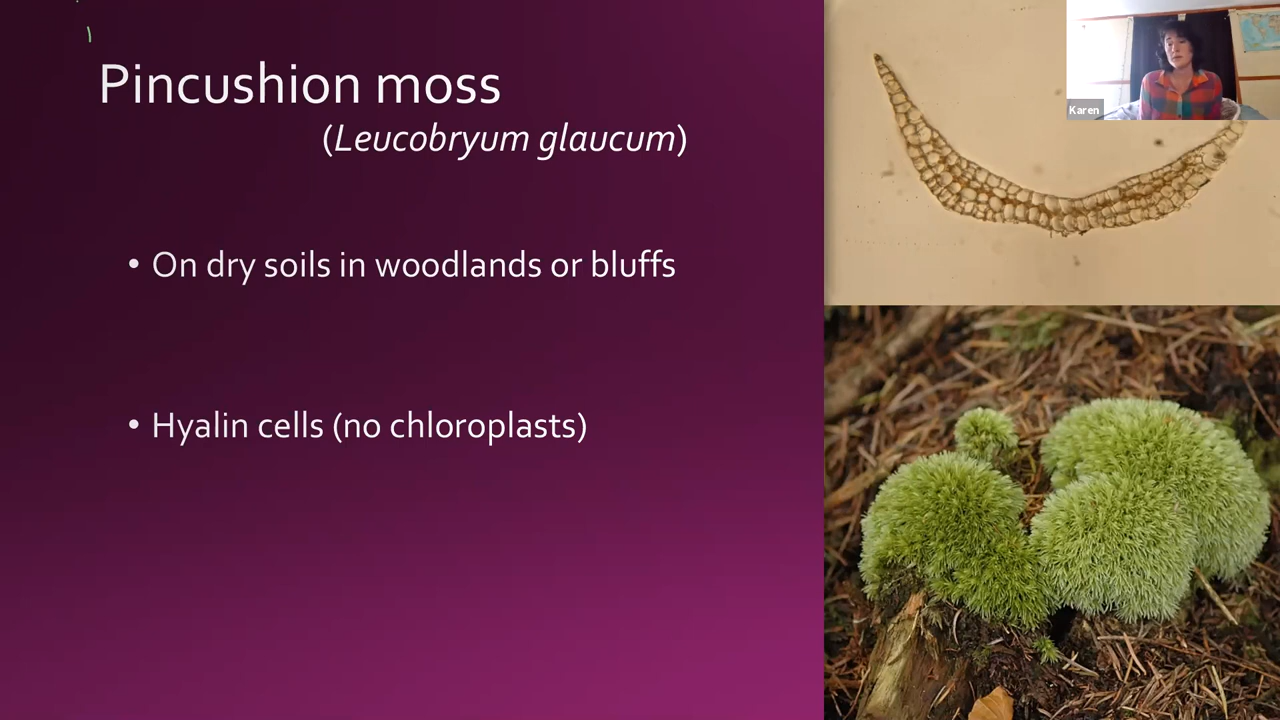 Pincushion moss
(Leucobryum glaucum)
• On dry soils in woodlands or bluffs
• Hyalin cells (no chloroplasts)
Karen